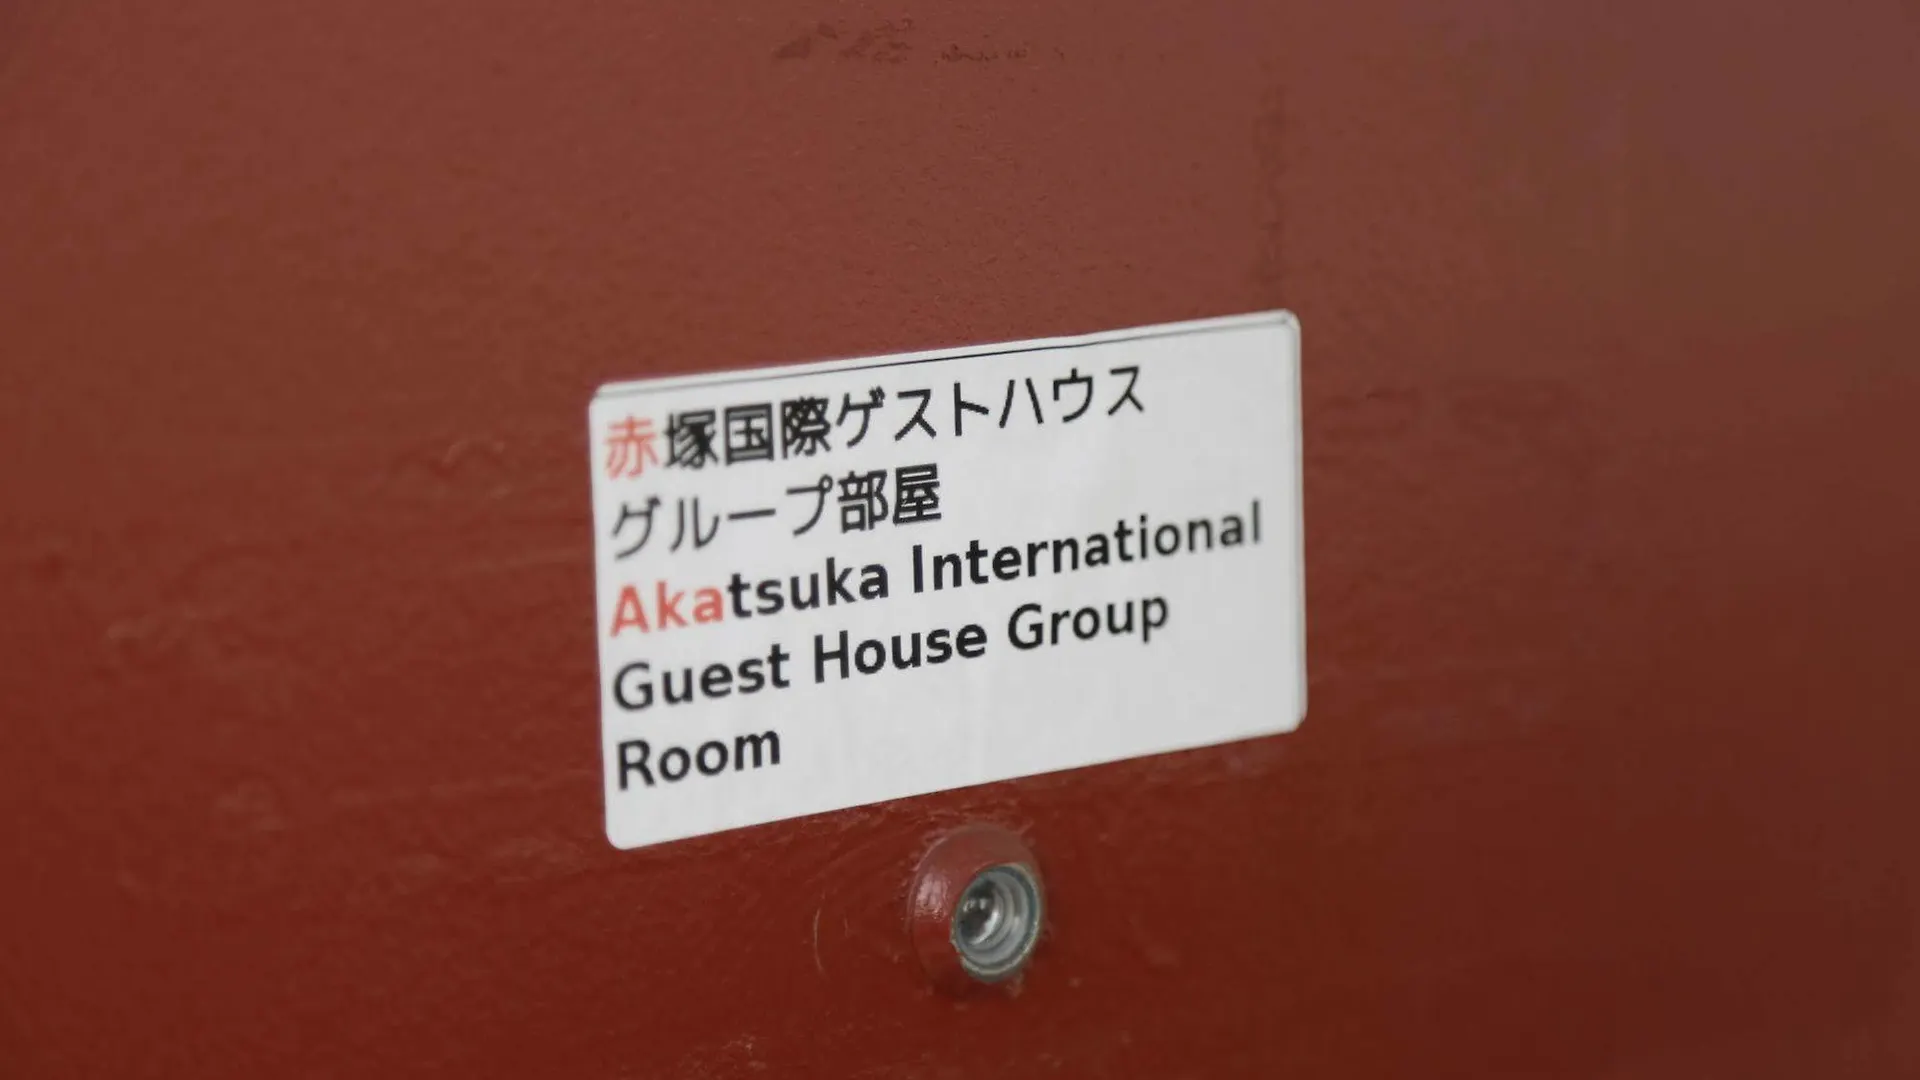 赤塚国際ゲストハウス
グループ部屋
Akatsuka International
Guest House Group
Room